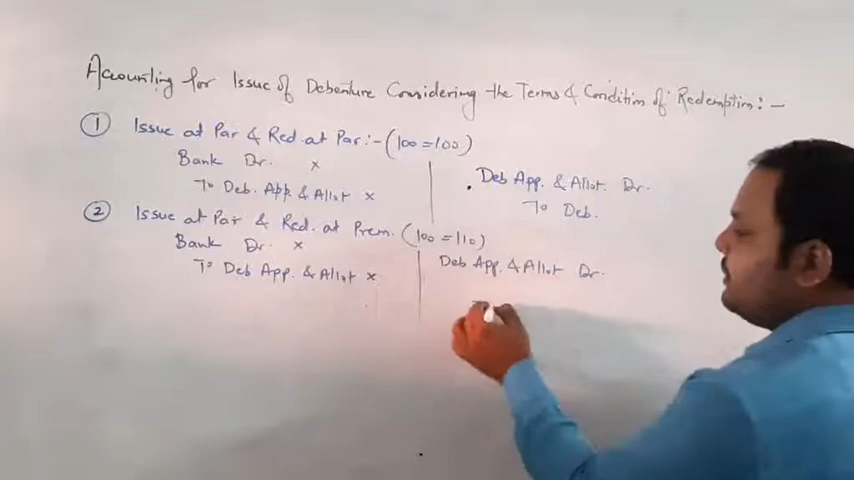 Accounting for Issue of Debenture Considering the Terms & Condition of Redemption:-
① Issue at Par & Red. at Par:- (100 = 100)
Bank Dr. x
To Deb. App. & Allot x
Deb App. & Allot. Dr.
To Deb.
② Issue at Par & Red. at Prem. (100 = 110)
Bank Dr. x
To Deb App. & Allot x
Deb App. & Allot Dr.